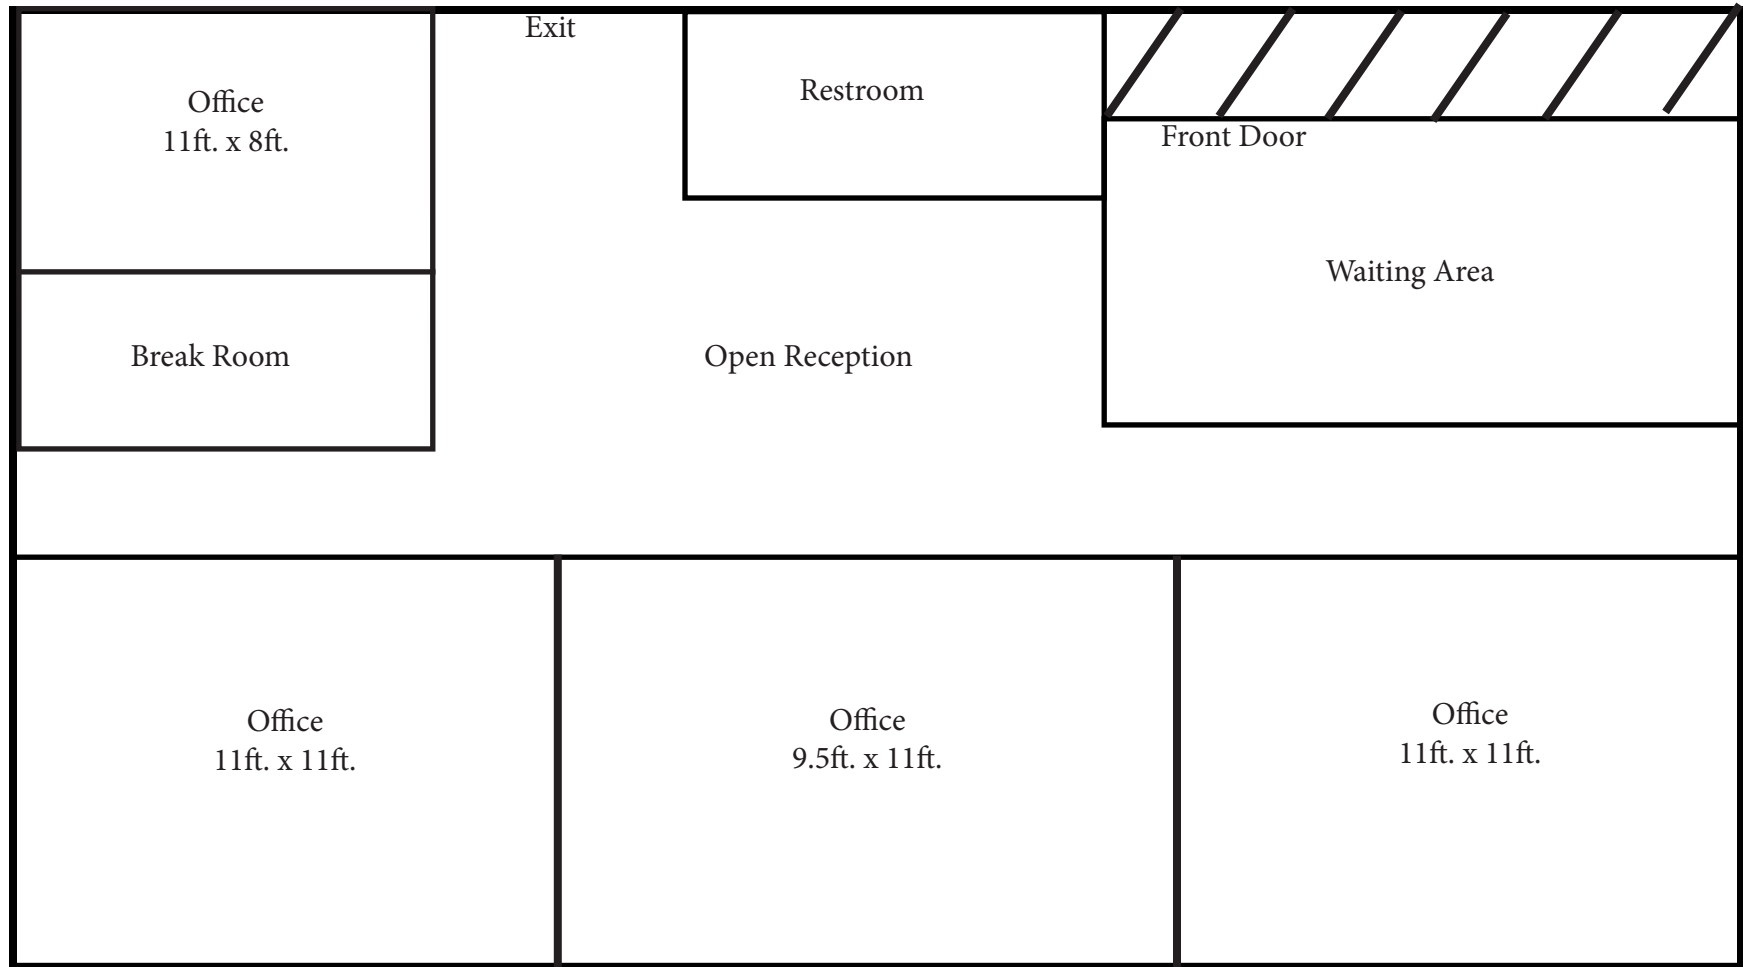 Exit
Office
11ft. x 8ft.
Restroom
Front Door
Waiting Area
Break Room
Open Reception
Office
11ft. x 11ft.
Office
9.5ft. x 11ft.
Office
11ft. x 11ft.